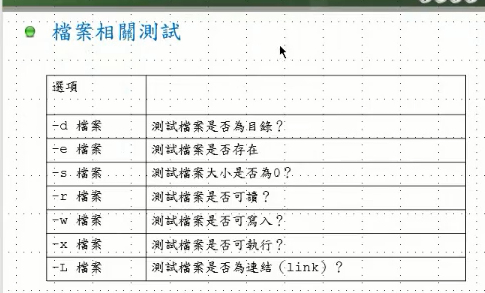 檔案相關測試
選項
-d 檔案 測試檔案是否為目錄？
-e 檔案 測試檔案是否存在
-s 檔案 測試檔案大小是否為0？
-r 檔案 測試檔案是否可讀？
-w 檔案 測試檔案是否可寫入？
-x 檔案 測試檔案是否可執行？
-L 檔案 測試檔案是否為連結（link）？